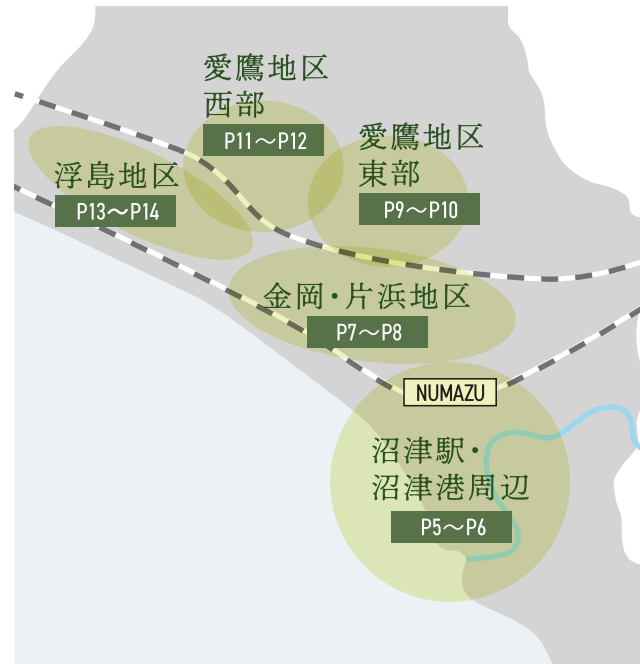 愛鷹地区
西部
P11〜P12
愛鷹地区
東部
P9〜P10
浮島地区
P13〜P14
金岡・片浜地区
P7〜P8
NUMAZU
沼津駅・
沼津港周辺
P5〜P6